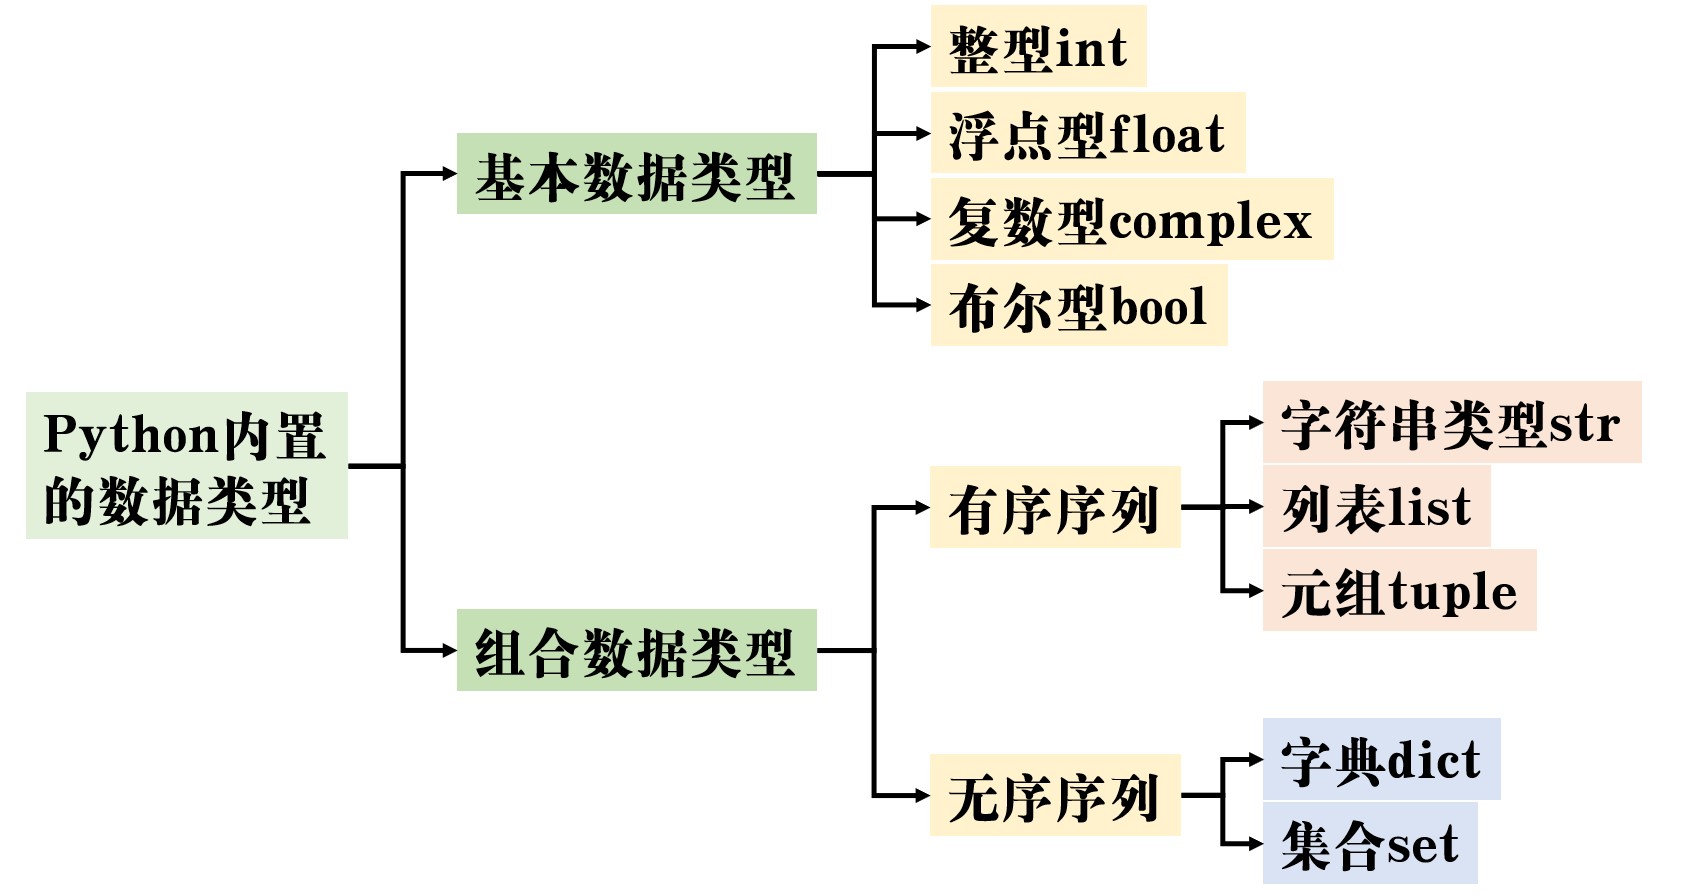 Python内置
的数据类型
基本数据类型
整型int
浮点型float
复数型complex
布尔型bool
组合数据类型
有序序列
字符串类型str
列表list
元组tuple
无序序列
字典dict
集合set